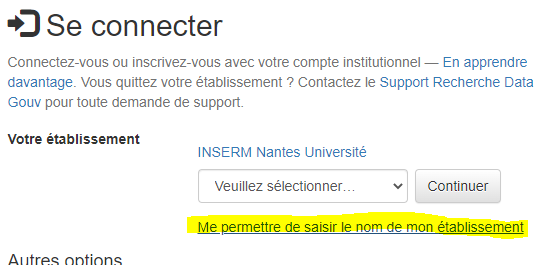 Se connecter
Connectez-vous ou inscrivez-vous avec votre compte institutionnel — En apprendre
davantage. Vous quittez votre établissement ? Contactez le Support Recherche Data
Gouv pour toute demande de support.
Votre établissement
INSERM Nantes Université
Veuillez sélectionner… Continuer
Me permettre de saisir le nom de mon établissement
Autres options